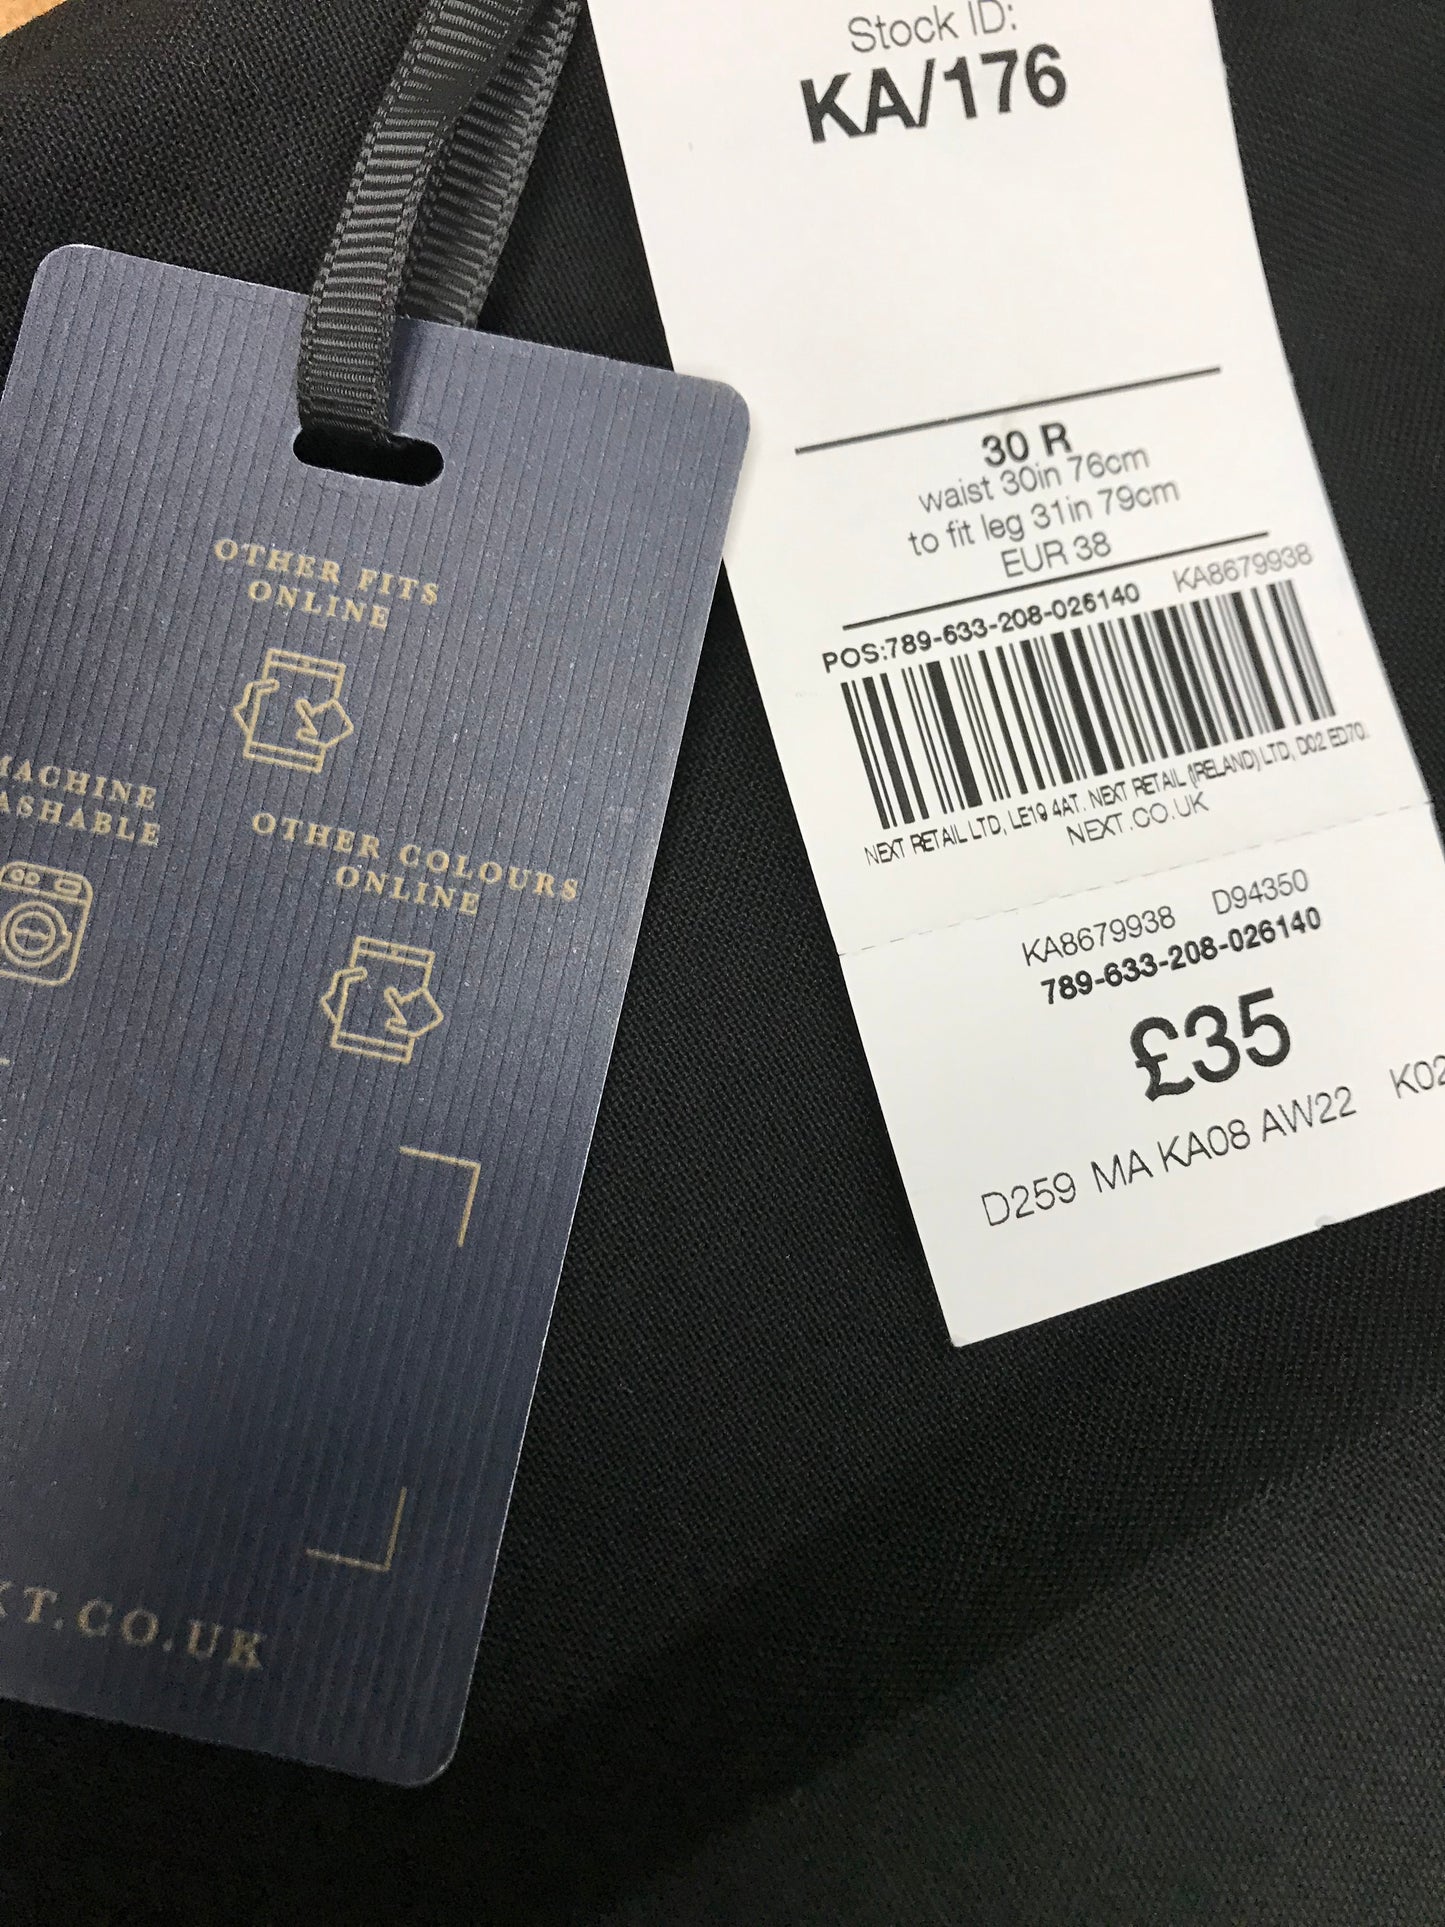 Stock ID:
KA/176
30 R
waist 30in 76cm
to fit leg 31in 79cm
EUR 38
POS:789-633-208-026140 KA8679938
NEXT RETAIL LTD, LE19 4AT. NEXT RETAIL (IRELAND) LTD, D02 ED70.
NEXT.CO.UK
KA8679938 D94350
789-633-208-026140
£35
D259 MA KA08 AW22 K02
OTHER FITS
ONLINE
MACHINE
ASHABLE
OTHER COLOURS
ONLINE
XT.CO.UK